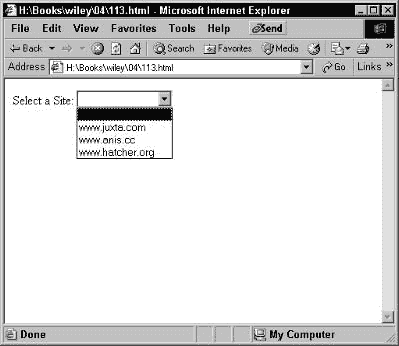 H:\Books\wiley\04\113.html - Microsoft Internet Explorer
File Edit View Favorites Tools Help Send
Back Search Favorites Media »
Address H:\Books\wiley\04\113.html Go Links »
Select a Site:
www.juxta.com
www.anis.cc
www.hatcher.org
Done My Computer